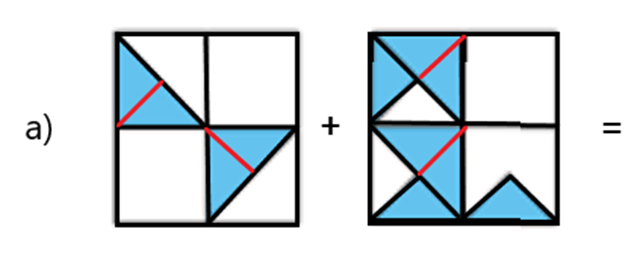 a) + =